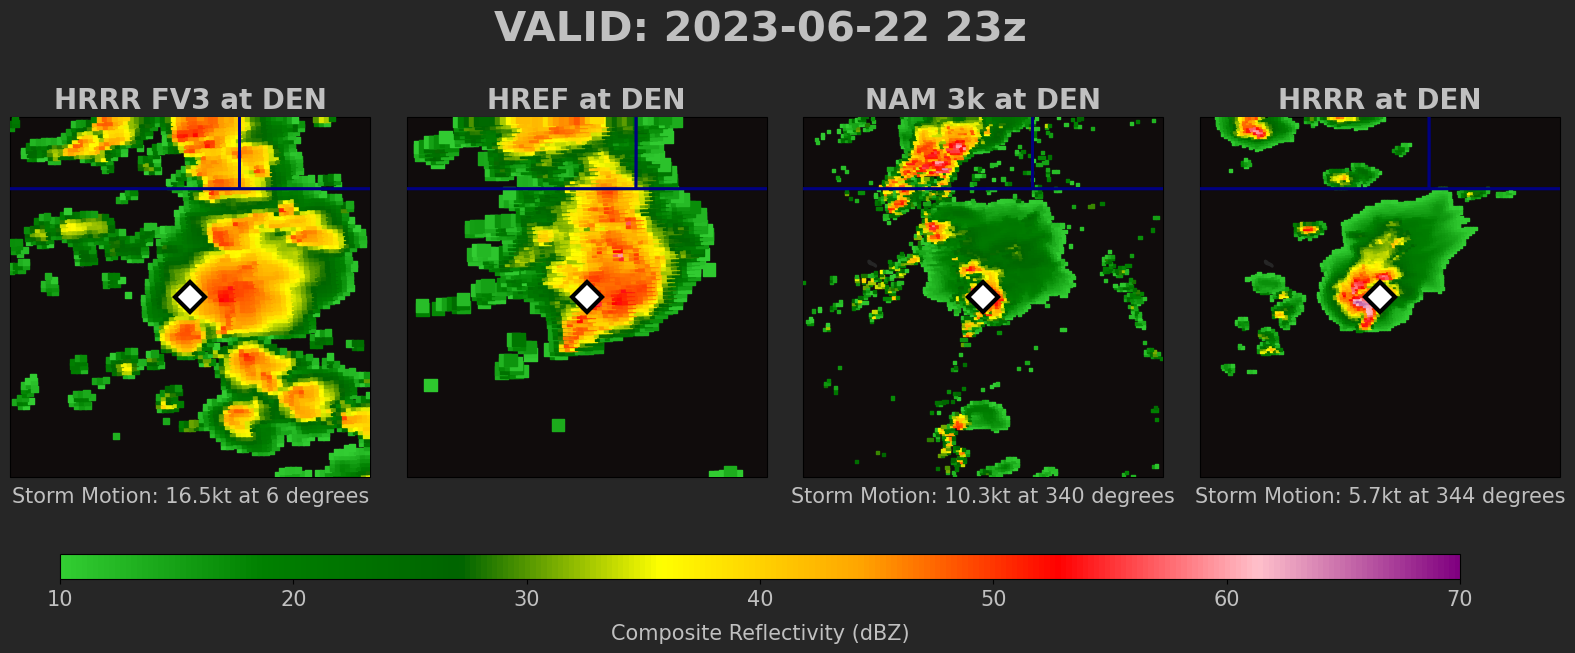 VALID: 2023-06-22 23z
HRRR FV3 at DEN
HREF at DEN
NAM 3k at DEN
HRRR at DEN
Storm Motion: 16.5kt at 6 degrees
Storm Motion: 10.3kt at 340 degrees
Storm Motion: 5.7kt at 344 degrees
10 20 30 40 50 60 70
Composite Reflectivity (dBZ)